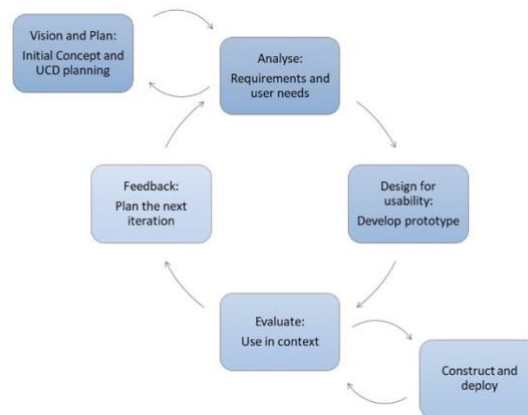 Vision and Plan:
Initial Concept and
UCD planning
Analyse:
Requirements and
user needs
Feedback:
Plan the next
iteration
Design for
usability:
Develop prototype
Evaluate:
Use in context
Construct and
deploy